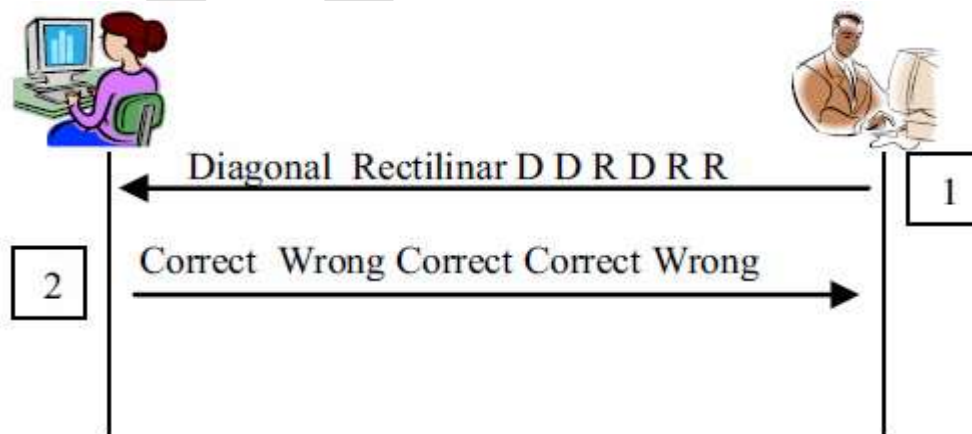 Diagonal Rectilinar D D R D R R
1
Correct Wrong Correct Correct Wrong
2